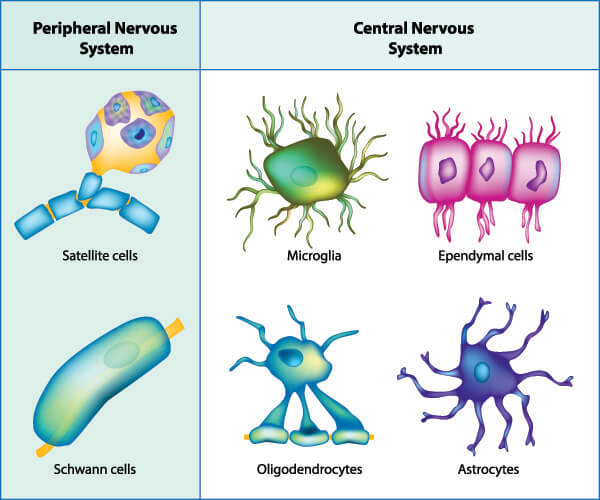 Peripheral Nervous
System
Central Nervous
System
Satellite cells
Microglia
Ependymal cells
Schwann cells
Oligodendrocytes
Astrocytes